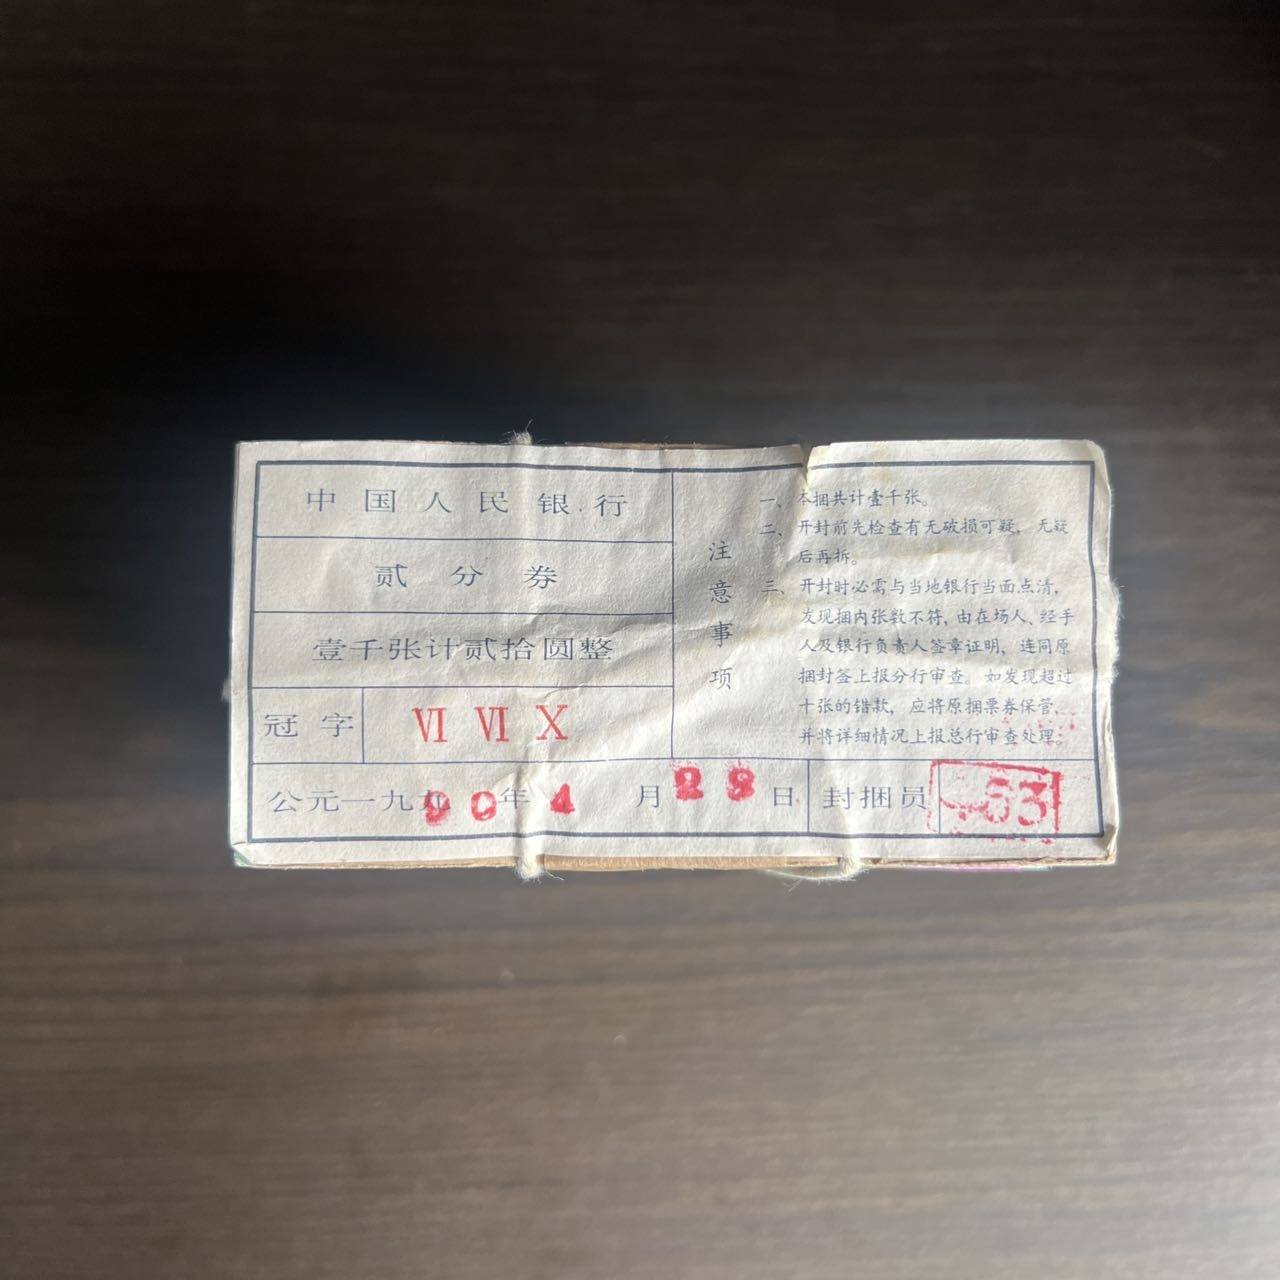 中国人民银行
贰分券
壹千张计贰拾圆整
冠字 ⅥⅥⅩ
公元一九九90年4月28日 封捆员 53
注意事项
一、本捆共计壹千张。
二、开封前先检查有无破损可疑，无疑
后再拆。
三、开封时必需与当地银行当面点清，
发现捆内张数不符，由在场人、经手
人及银行负责人签章证明，连同原
捆封签上报分行审查。如发现超过
十张的错款，应将原捆票券保管、
并将详细情况上报总行审查处理。